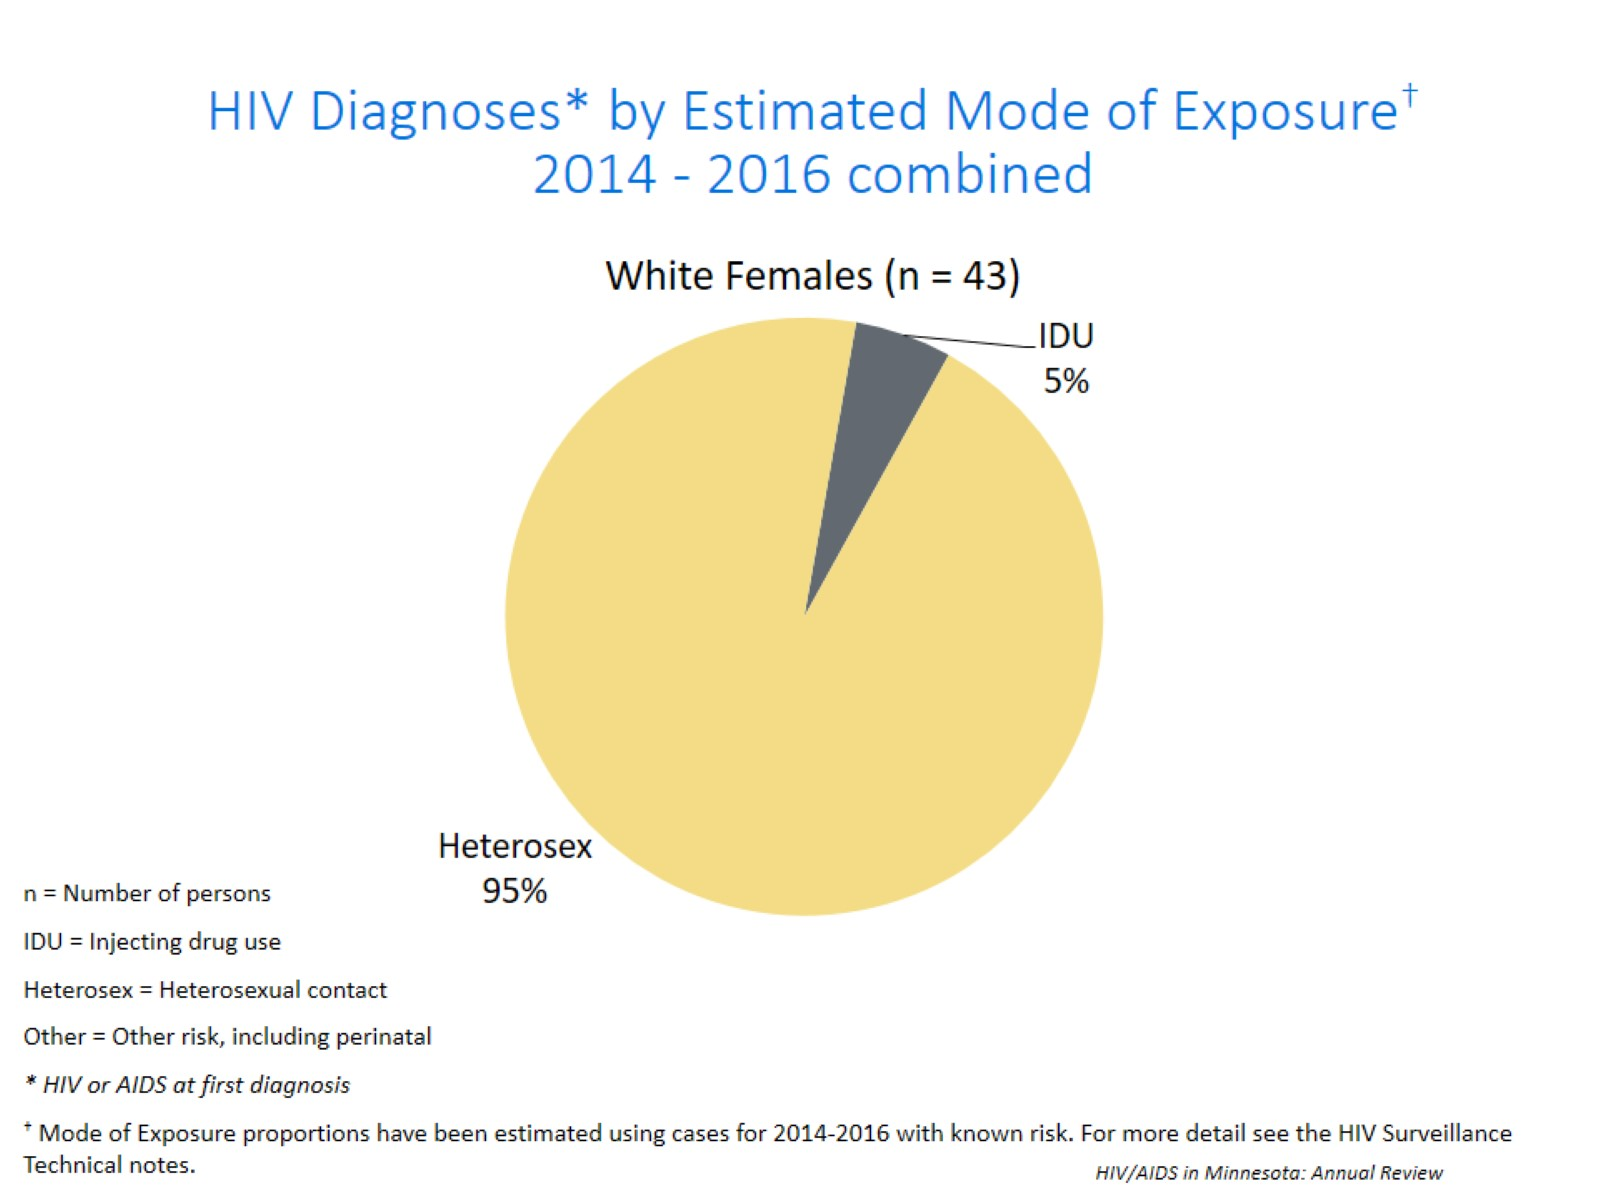 HIV Diagnoses* by Estimated Mode of Exposure†
2014 - 2016 combined
White Females (n = 43)
IDU
5%
Heterosex
95%
n = Number of persons
IDU = Injecting drug use
Heterosex = Heterosexual contact
Other = Other risk, including perinatal
* HIV or AIDS at first diagnosis
† Mode of Exposure proportions have been estimated using cases for 2014-2016 with known risk. For more detail see the HIV Surveillance
Technical notes.
HIV/AIDS in Minnesota: Annual Review